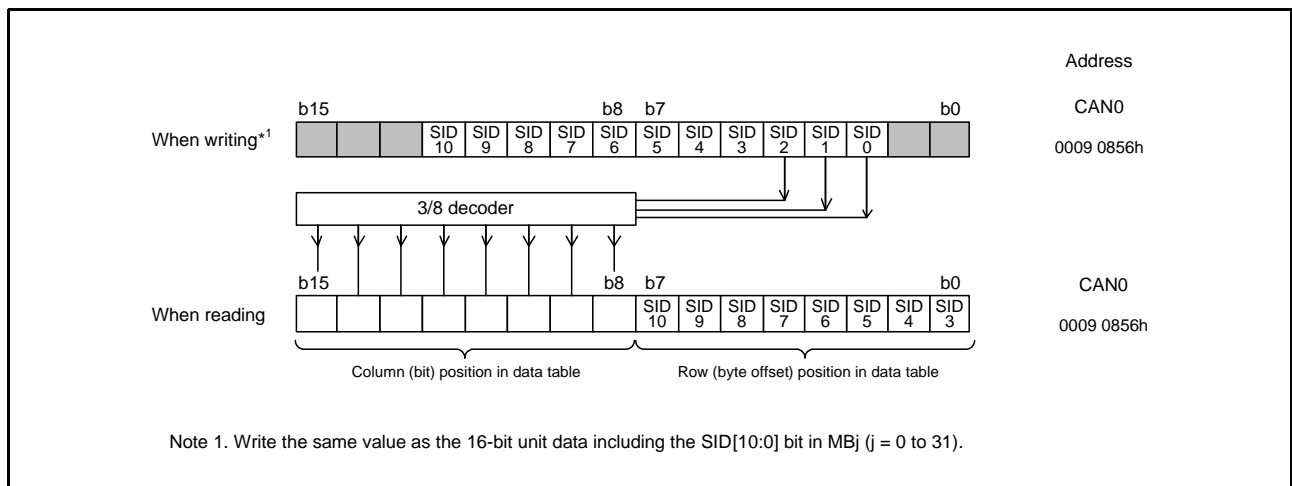 Address
b15 b8 b7 b0 CAN0
When writing*1 SID 10 SID 9 SID 8 SID 7 SID 6 SID 5 SID 4 SID 3 SID 2 SID 1 SID 0 0009 0856h
3/8 decoder
b15 b8 b7 b0 CAN0
When reading SID 10 SID 9 SID 8 SID 7 SID 6 SID 5 SID 4 SID 3 0009 0856h
Column (bit) position in data table Row (byte offset) position in data table
Note 1. Write the same value as the 16-bit unit data including the SID[10:0] bit in MBj (j = 0 to 31).